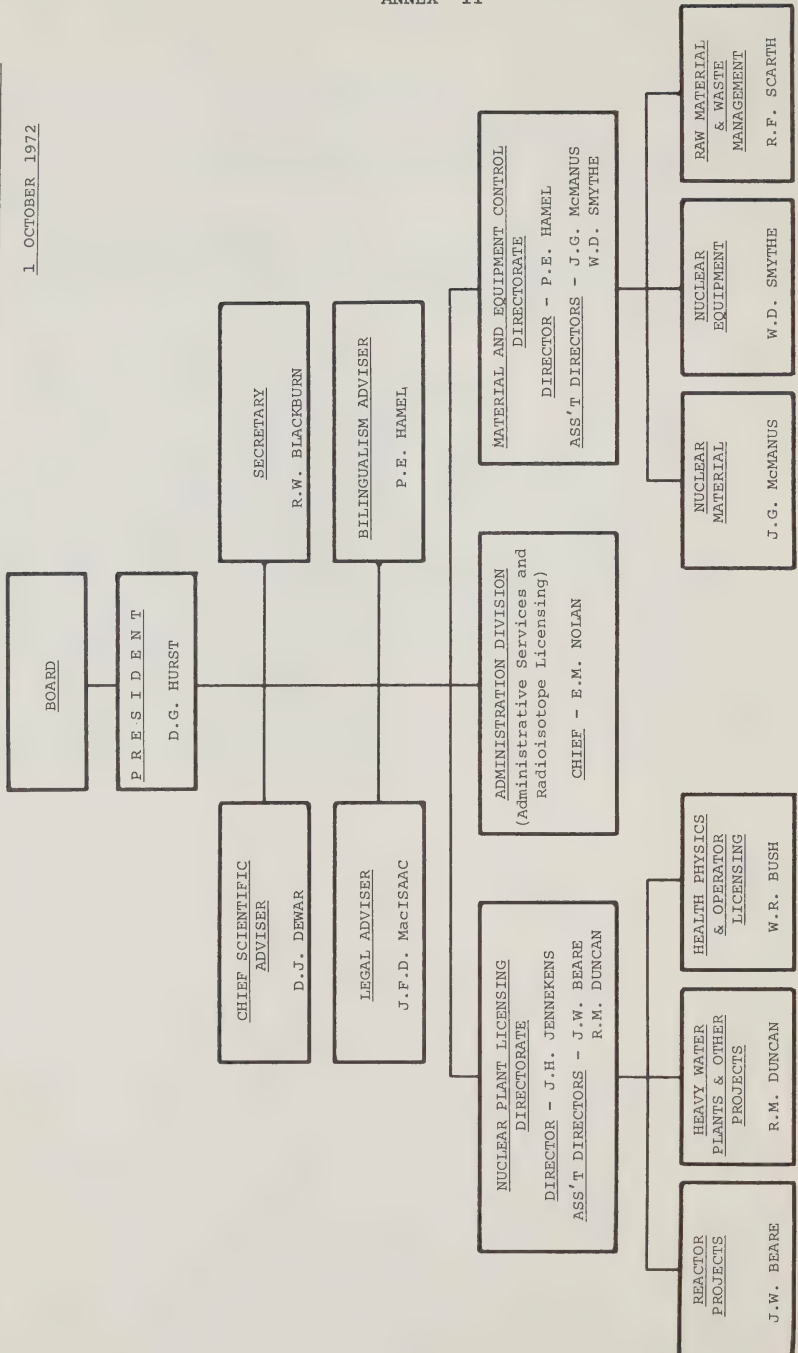 ANNEX II
1 OCTOBER 1972
BOARD
PRESIDENT
D.G. HURST
CHIEF SCIENTIFIC
ADVISER
D.J. DEWAR
SECRETARY
R.W. BLACKBURN
LEGAL ADVISER
J.F.D. MacISAAC
BILINGUALISM ADVISER
P.E. HAMEL
NUCLEAR PLANT LICENSING
DIRECTORATE
DIRECTOR - J.H. JENNEKENS
ASS'T DIRECTORS - J.W. BEARE
R.M. DUNCAN
ADMINISTRATION DIVISION
(Administrative Services and
Radioisotope Licensing)
CHIEF - E.M. NOLAN
MATERIAL AND EQUIPMENT CONTROL
DIRECTORATE
DIRECTOR - P.E. HAMEL
ASS'T DIRECTORS - J.G. McMANUS
W.D. SMYTHE
REACTOR
PROJECTS
J.W. BEARE
HEAVY WATER
PLANTS & OTHER
PROJECTS
R.M. DUNCAN
HEALTH PHYSICS
& OPERATOR
LICENSING
W.R. BUSH
NUCLEAR
MATERIAL
J.G. McMANUS
NUCLEAR
EQUIPMENT
W.D. SMYTHE
RAW MATERIAL
& WASTE
MANAGEMENT
R.F. SCARTH